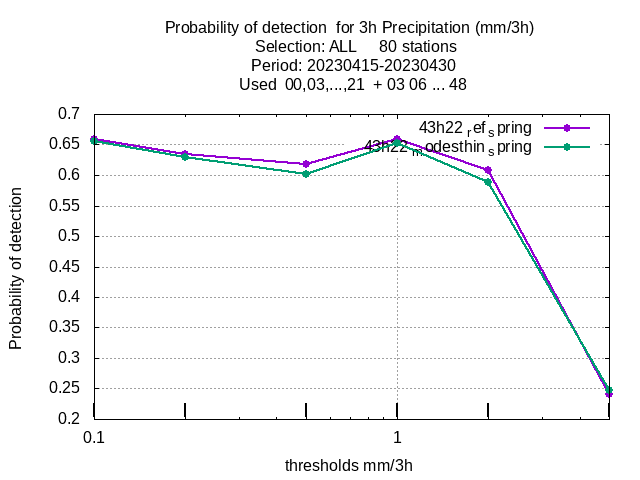 Probability of detection  for 3h Precipitation (mm/3h)
Selection: ALL     80 stations
Period: 20230415-20230430
Used  00,03,...,21  + 03 06 ... 48
43h22 ref spring
43h22 modesthin spring
0.7
0.65
0.6
0.55
0.5
0.45
0.4
0.35
0.3
0.25
0.2
Probability of detection
0.1 1
thresholds mm/3h